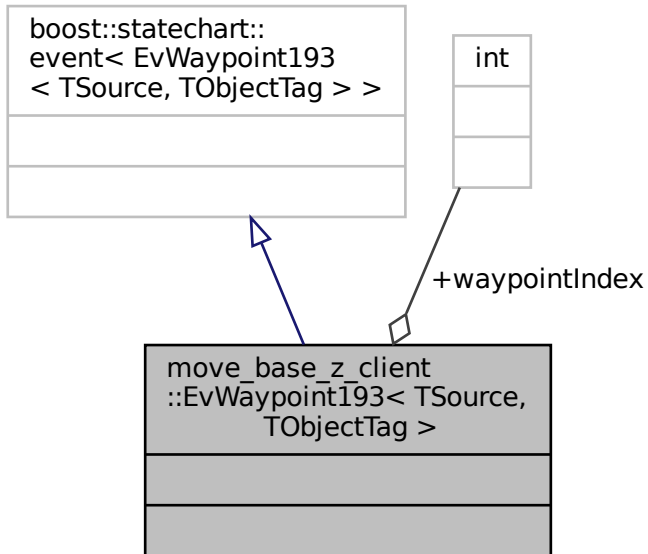 boost::statechart::
event< EvWaypoint193
< TSource, TObjectTag > >
int
+waypointIndex
move_base_z_client
::EvWaypoint193< TSource,
TObjectTag >